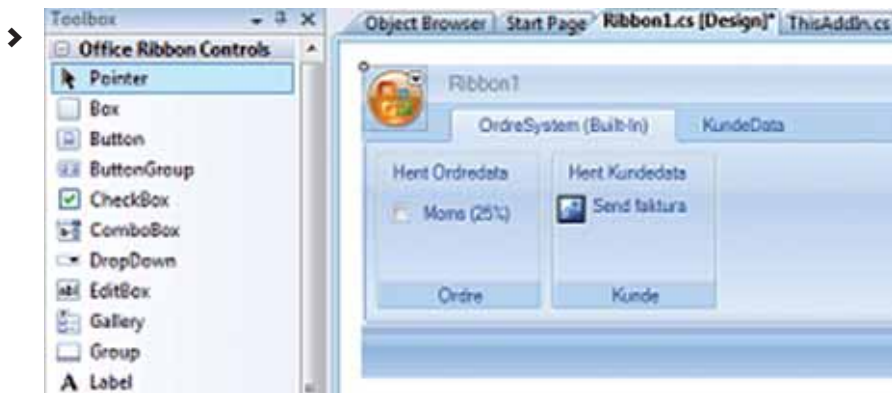 Toolbox
Office Ribbon Controls
Pointer
Box
Button
ButtonGroup
CheckBox
ComboBox
DropDown
EditBox
Gallery
Group
A Label
Object Browser Start Page Ribbon1.cs [Design]* ThisAddIn.cs
Ribbon1
OrdreSystem (Built-In) KundeData
Hent Ordredata
Moms (25%)
Ordre
Hent Kundedata
Send faktura
Kunde